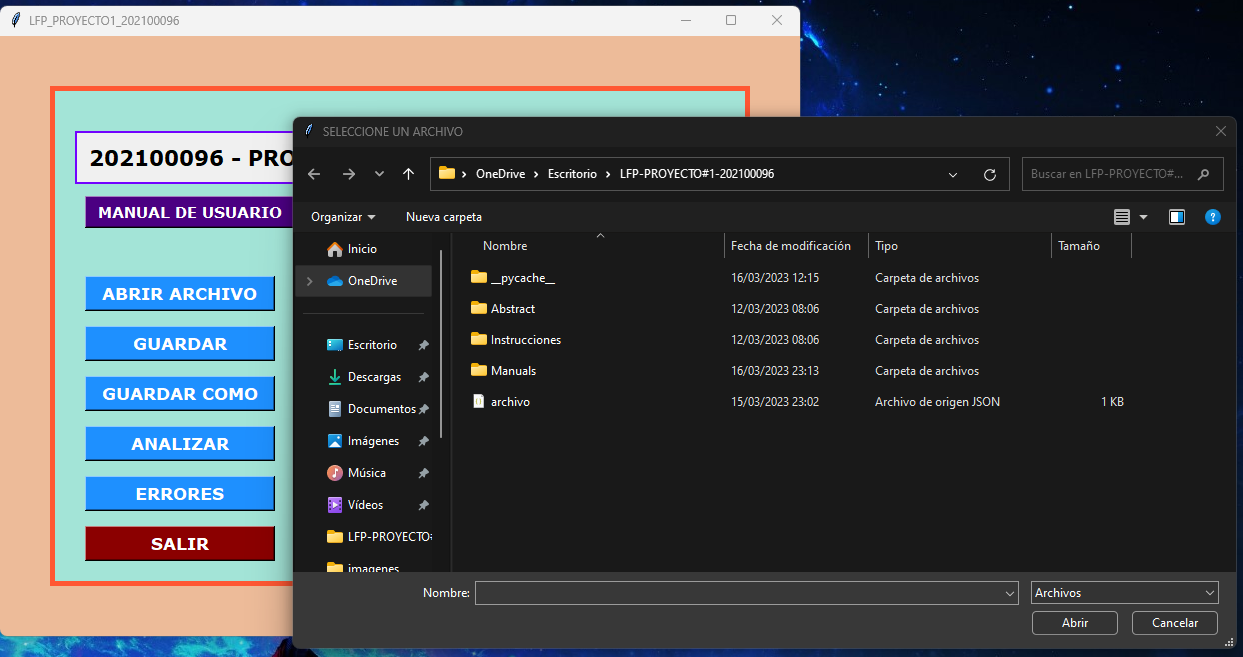 LFP_PROYECTO1_202100096
202100096 - PRO
MANUAL DE USUARIO
ABRIR ARCHIVO
GUARDAR
GUARDAR COMO
ANALIZAR
ERRORES
SALIR
SELECCIONE UN ARCHIVO
OneDrive › Escritorio › LFP-PROYECTO#1-202100096
Buscar en LFP-PROYECTO#...
Organizar Nueva carpeta
Inicio
OneDrive
Escritorio
Descargas
Documentos
Imágenes
Música
Vídeos
LFP-PROYECTO#
imagenes
Nombre Fecha de modificación Tipo Tamaño
__pycache__ 16/03/2023 12:15 Carpeta de archivos
Abstract 12/03/2023 08:06 Carpeta de archivos
Instrucciones 12/03/2023 08:06 Carpeta de archivos
Manuals 16/03/2023 23:13 Carpeta de archivos
archivo 15/03/2023 23:02 Archivo de origen JSON 1 KB
Nombre: Archivos
Abrir Cancelar